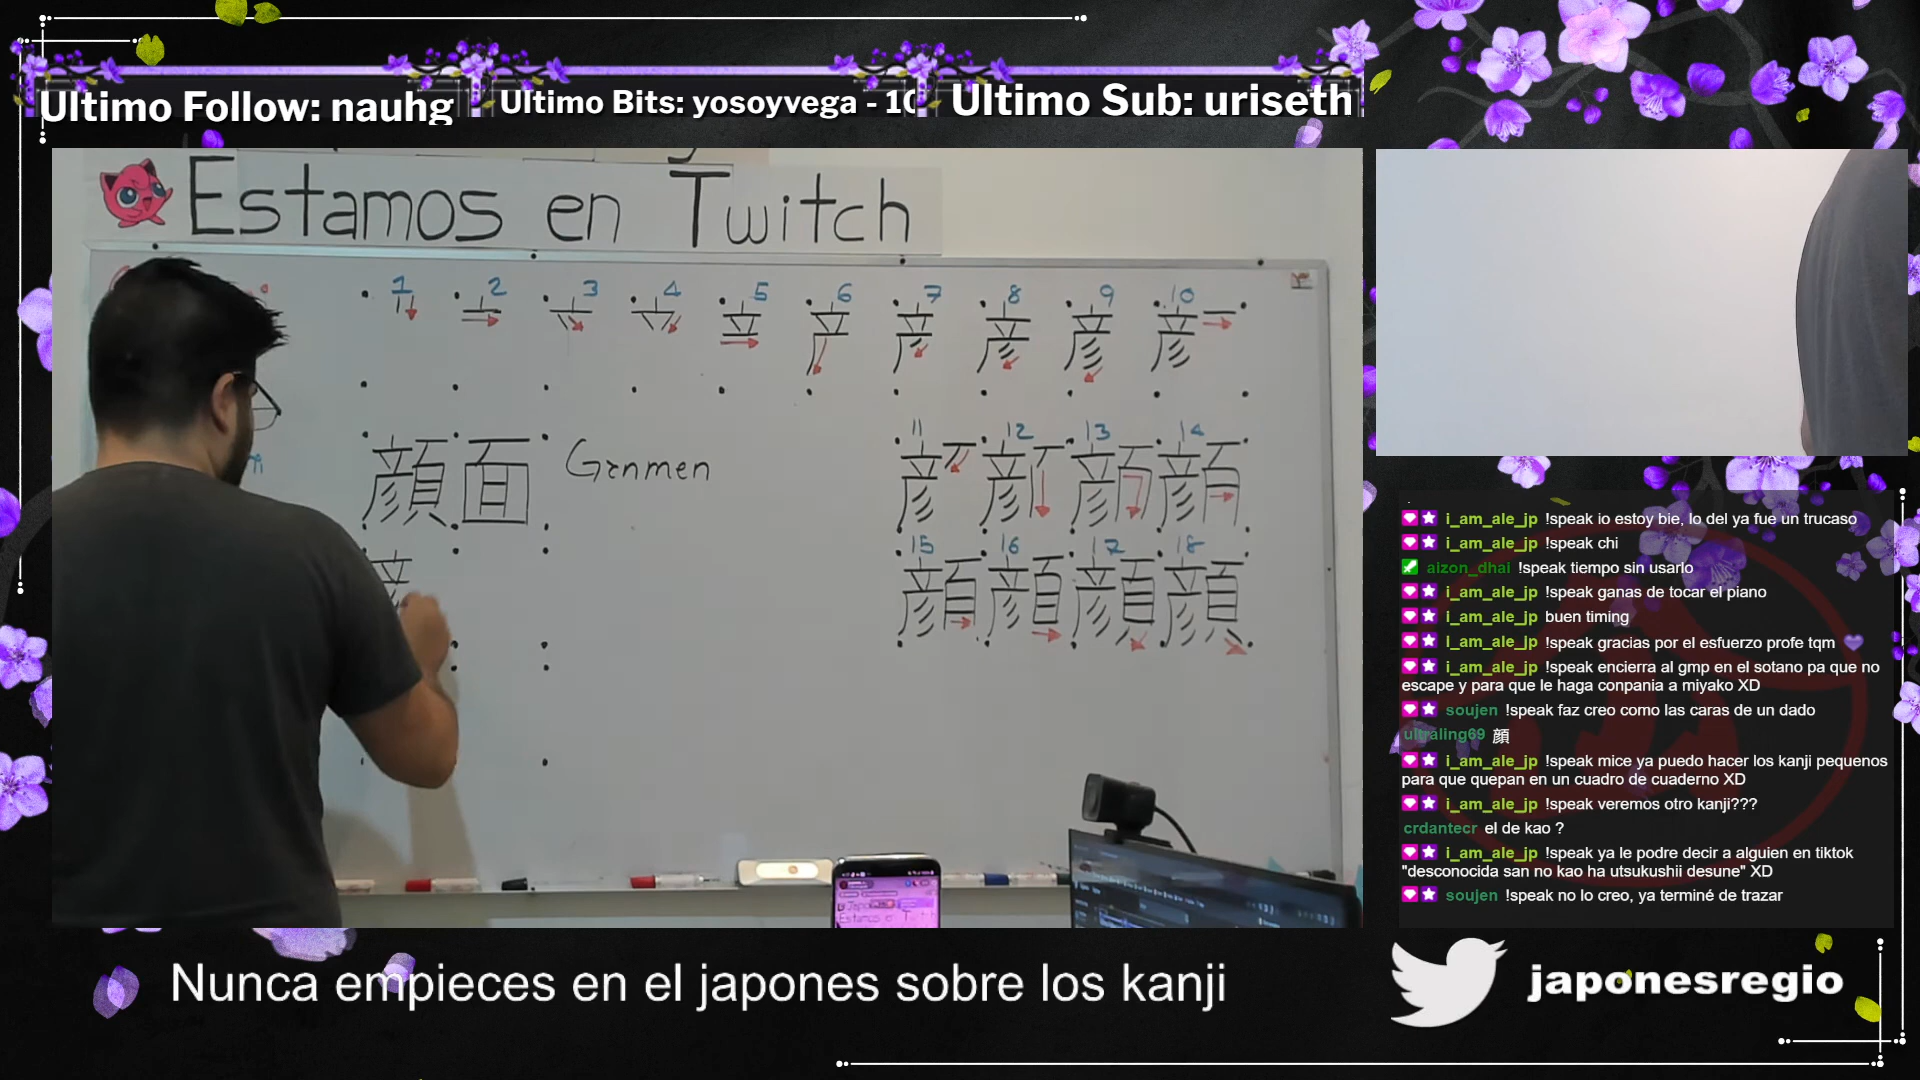 Ultimo Follow: nauhg
Ultimo Bits: yosoyvega - 10
Ultimo Sub: uriseth
Estamos en Twitch
1 2 3 4 5 6 7 8 9 10
顔面 Ganmen
11 12 13 14
15 16 17 18
i_am_ale_jp !speak io estoy bie, lo del ya fue un trucaso
i_am_ale_jp !speak chi
aizon_dhai !speak tiempo sin usarlo
i_am_ale_jp !speak ganas de tocar el piano
i_am_ale_jp buen timing
i_am_ale_jp !speak gracias por el esfuerzo profe tqm
i_am_ale_jp !speak encierra al gmp en el sotano pa que no
escape y para que le haga conpania a miyako XD
soujen !speak faz creo como las caras de un dado
ultraling69 顔
i_am_ale_jp !speak mice ya puedo hacer los kanji pequenos
para que quepan en un cuadro de cuaderno XD
i_am_ale_jp !speak veremos otro kanji???
crdantecr el de kao ?
i_am_ale_jp !speak ya le podre decir a alguien en tiktok
"desconocida san no kao ha utsukushii desune" XD
soujen !speak no lo creo, ya terminé de trazar
Nunca empieces en el japones sobre los kanji
japonesregio